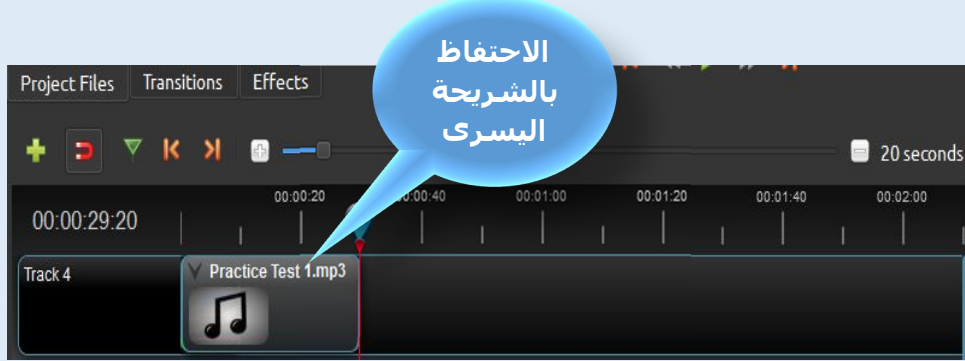 الاحتفاظ
بالشريحة
اليسرى
Project Files Transitions Effects
20 seconds
00:00:20 00:00:40 00:01:00 00:01:20 00:01:40 00:02:00
00:00:29:20
Track 4 Practice Test 1.mp3